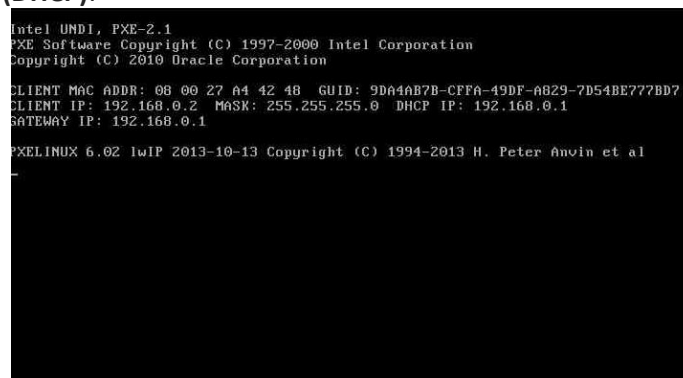 (DHCP).
Intel UNDI, PXE-2.1
PXE Software Copyright (C) 1997-2000 Intel Corporation
Copyright (C) 2010 Oracle Corporation
CLIENT MAC ADDR: 08 00 27 A4 42 48 GUID: 9DA4AB7B-CFFA-49DF-A829-7D54BE777BD7
CLIENT IP: 192.168.0.2 MASK: 255.255.255.0 DHCP IP: 192.168.0.1
GATEWAY IP: 192.168.0.1
PXELINUX 6.02 lwIP 2013-10-13 Copyright (C) 1994-2013 H. Peter Anvin et al